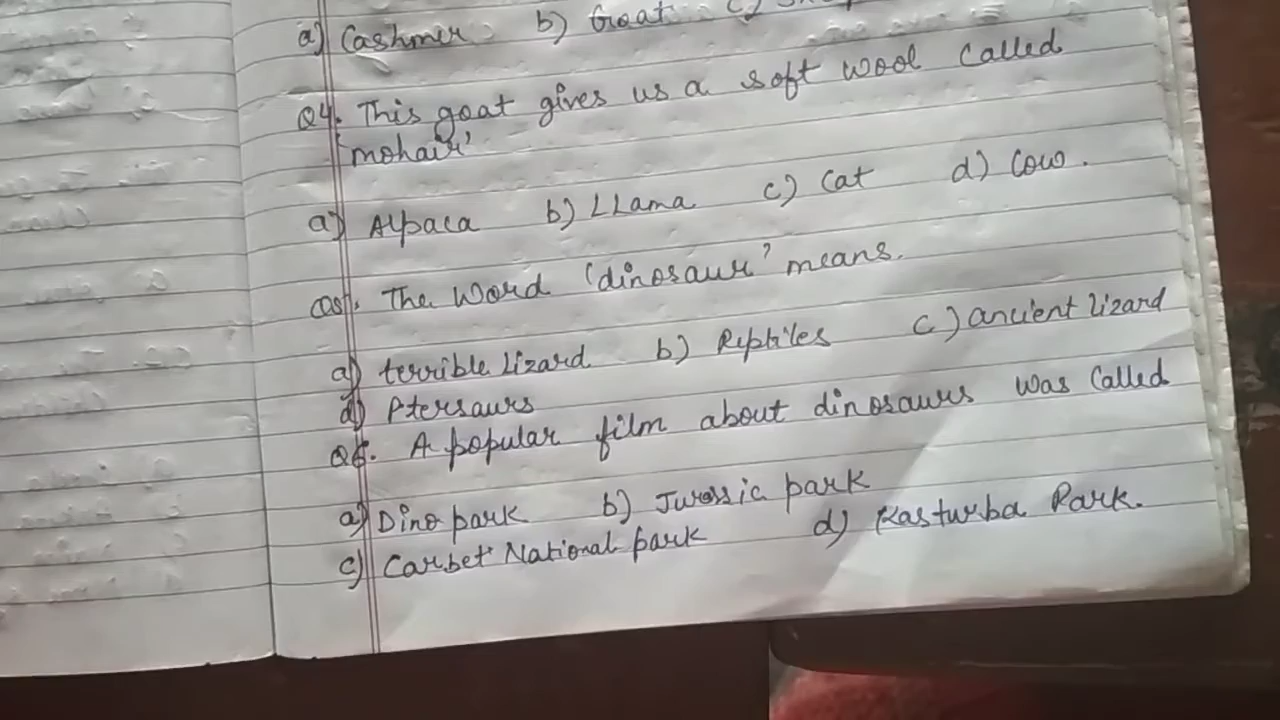 a) Cashmer b) Goat c)
Q4. This goat gives us a soft wool called
'mohair'
a) Alpaca b) LLama c) Cat d) Cow.
Q5. The word 'dinosaur' means.
a) terrible lizard b) Reptiles c) ancient lizard
d) Ptersaurs
Q6. A popular film about dinosaurs was called
a) Dino park b) Jurassic park
c) Carbet National park d) Kasturba Park.